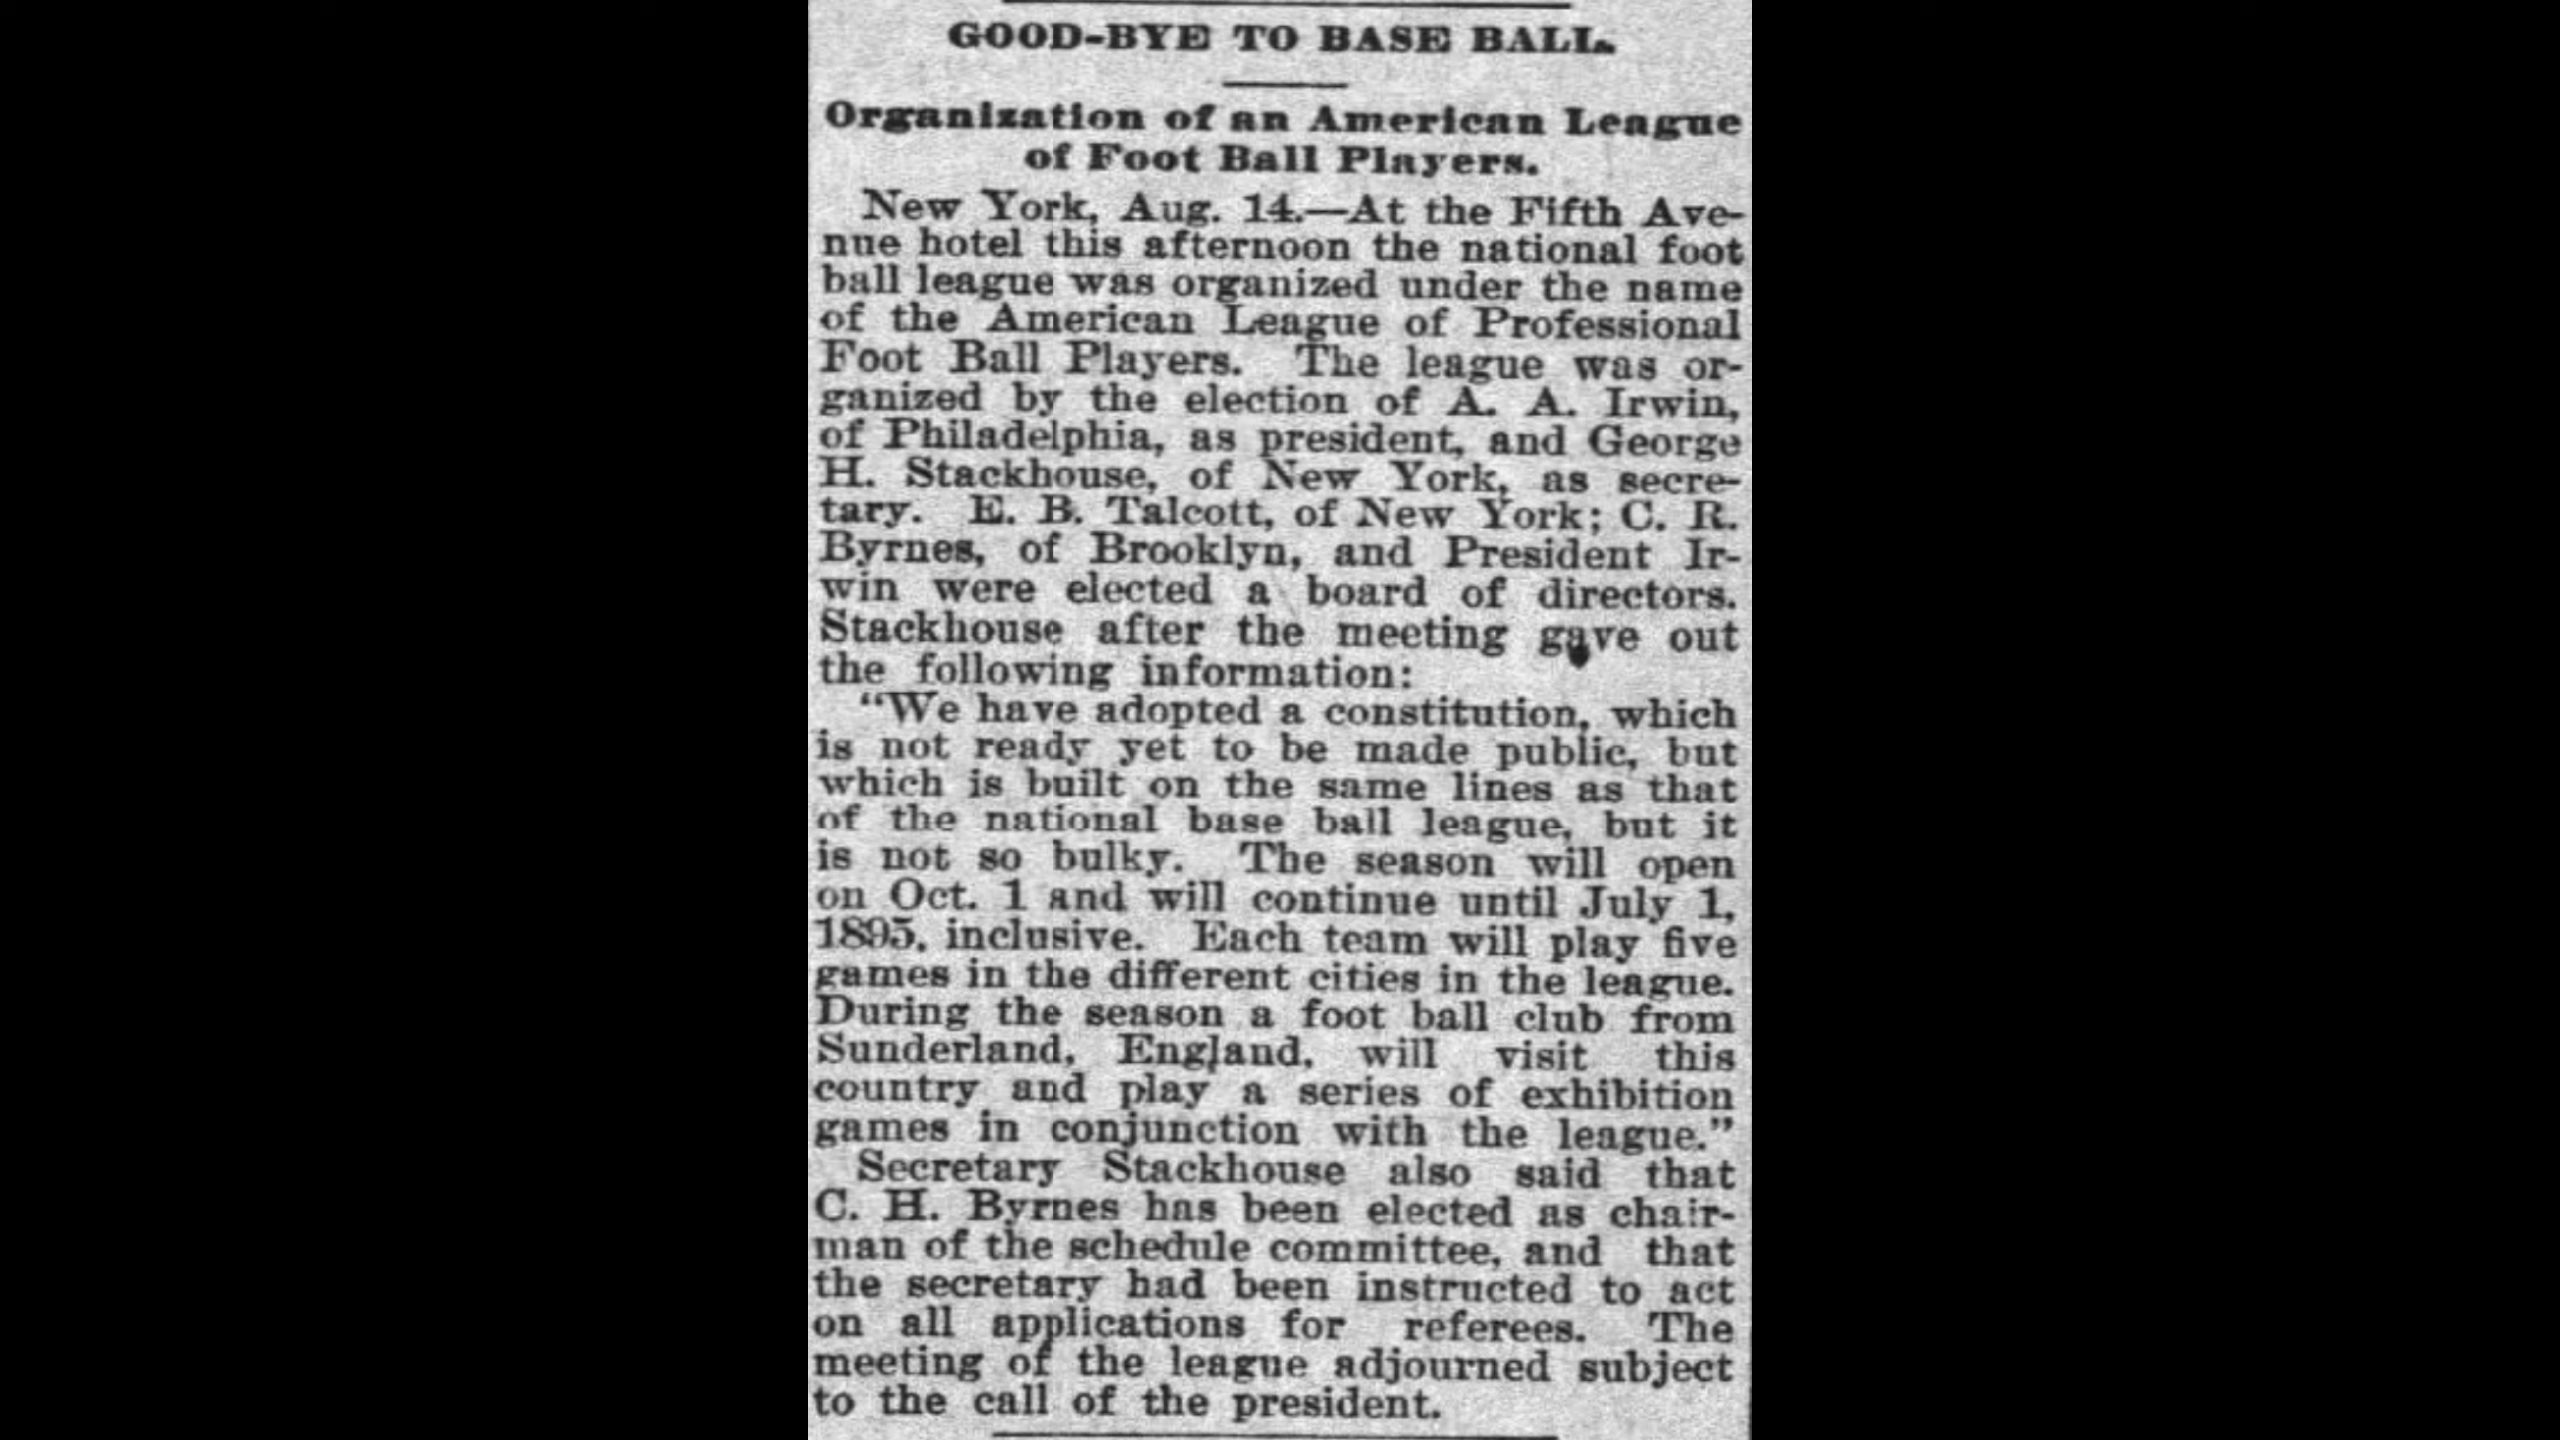 GOOD-BYE TO BASE BALL.
Organization of an American League
of Foot Ball Players.
New York, Aug. 14.—At the Fifth Ave-
nue hotel this afternoon the national foot
ball league was organized under the name
of the American League of Professional
Foot Ball Players. The league was or-
ganized by the election of A. A. Irwin,
of Philadelphia, as president, and George
H. Stackhouse, of New York, as secre-
tary. E. B. Talcott, of New York; C. R.
Byrnes, of Brooklyn, and President Ir-
win were elected a board of directors.
Stackhouse after the meeting gave out
the following information:
"We have adopted a constitution, which
is not ready yet to be made public, but
which is built on the same lines as that
of the national base ball league, but it
is not so bulky. The season will open
on Oct. 1 and will continue until July 1,
1895, inclusive. Each team will play five
games in the different cities in the league.
During the season a foot ball club from
Sunderland, England, will visit this
country and play a series of exhibition
games in conjunction with the league."
Secretary Stackhouse also said that
C. H. Byrnes has been elected as chair-
man of the schedule committee, and that
the secretary had been instructed to act
on all applications for referees. The
meeting of the league adjourned subject
to the call of the president.